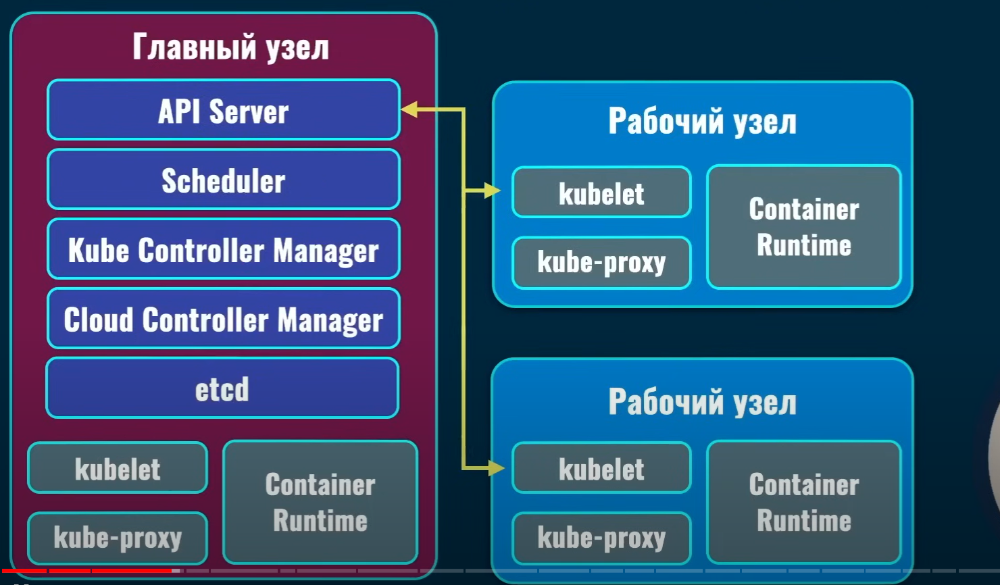 Главный узел
API Server
Scheduler
Kube Controller Manager
Cloud Controller Manager
etcd
kubelet
kube-proxy
Container
Runtime
Рабочий узел
kubelet
kube-proxy
Container
Runtime
Рабочий узел
kubelet
kube-proxy
Container
Runtime